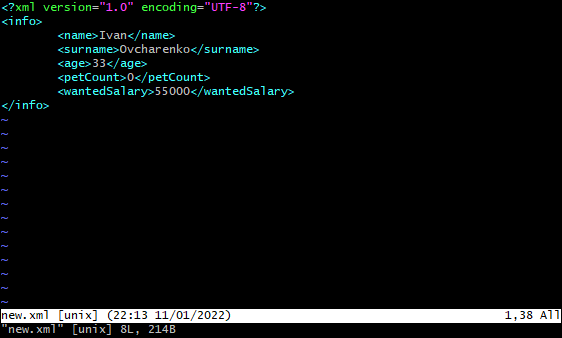 <?xml version="1.0" encoding="UTF-8"?>
<info>
        <name>Ivan</name>
        <surname>Ovcharenko</surname>
        <age>33</age>
        <petCount>0</petCount>
        <wantedSalary>55000</wantedSalary>
</info>
~
~
~
~
~
~
~
~
~
~
~
~
~
~
new.xml [unix] (22:13 11/01/2022) 1,38 All
"new.xml" [unix] 8L, 214B